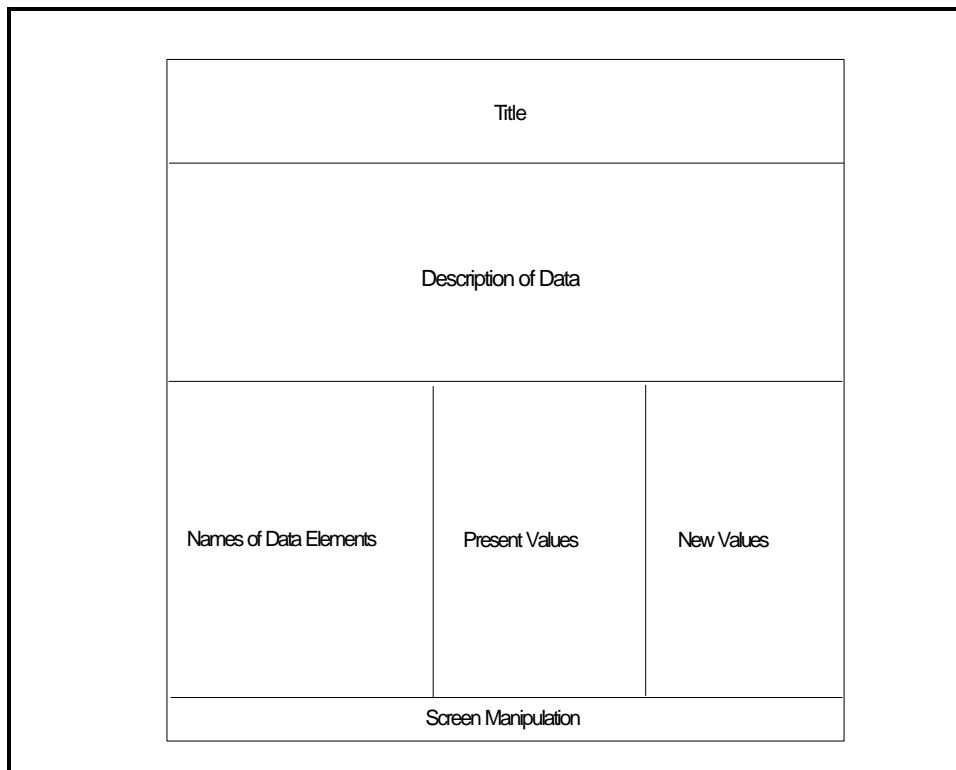 Title
Description of Data
Names of Data Elements
Present Values
New Values
Screen Manipulation